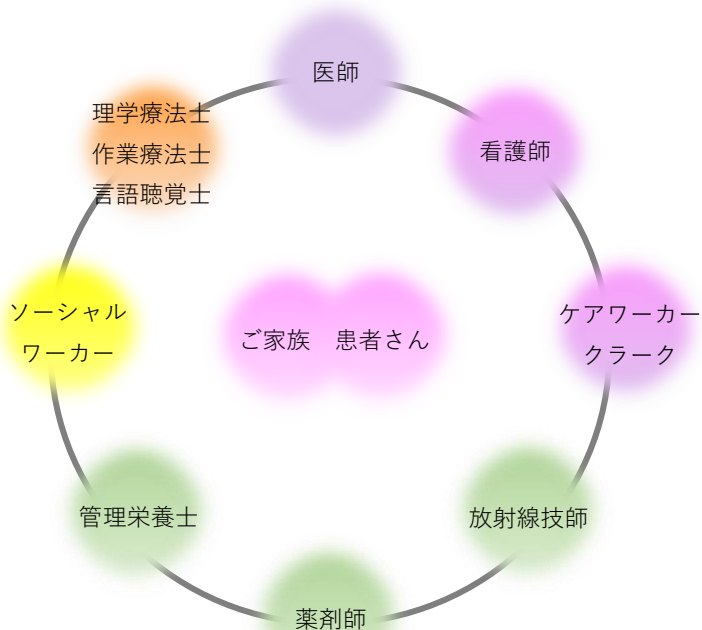 医師
看護師
理学療法士
作業療法士
言語聴覚士
ソーシャル
ワーカー
ご家族
患者さん
ケアワーカー
クラーク
管理栄養士
放射線技師
薬剤師